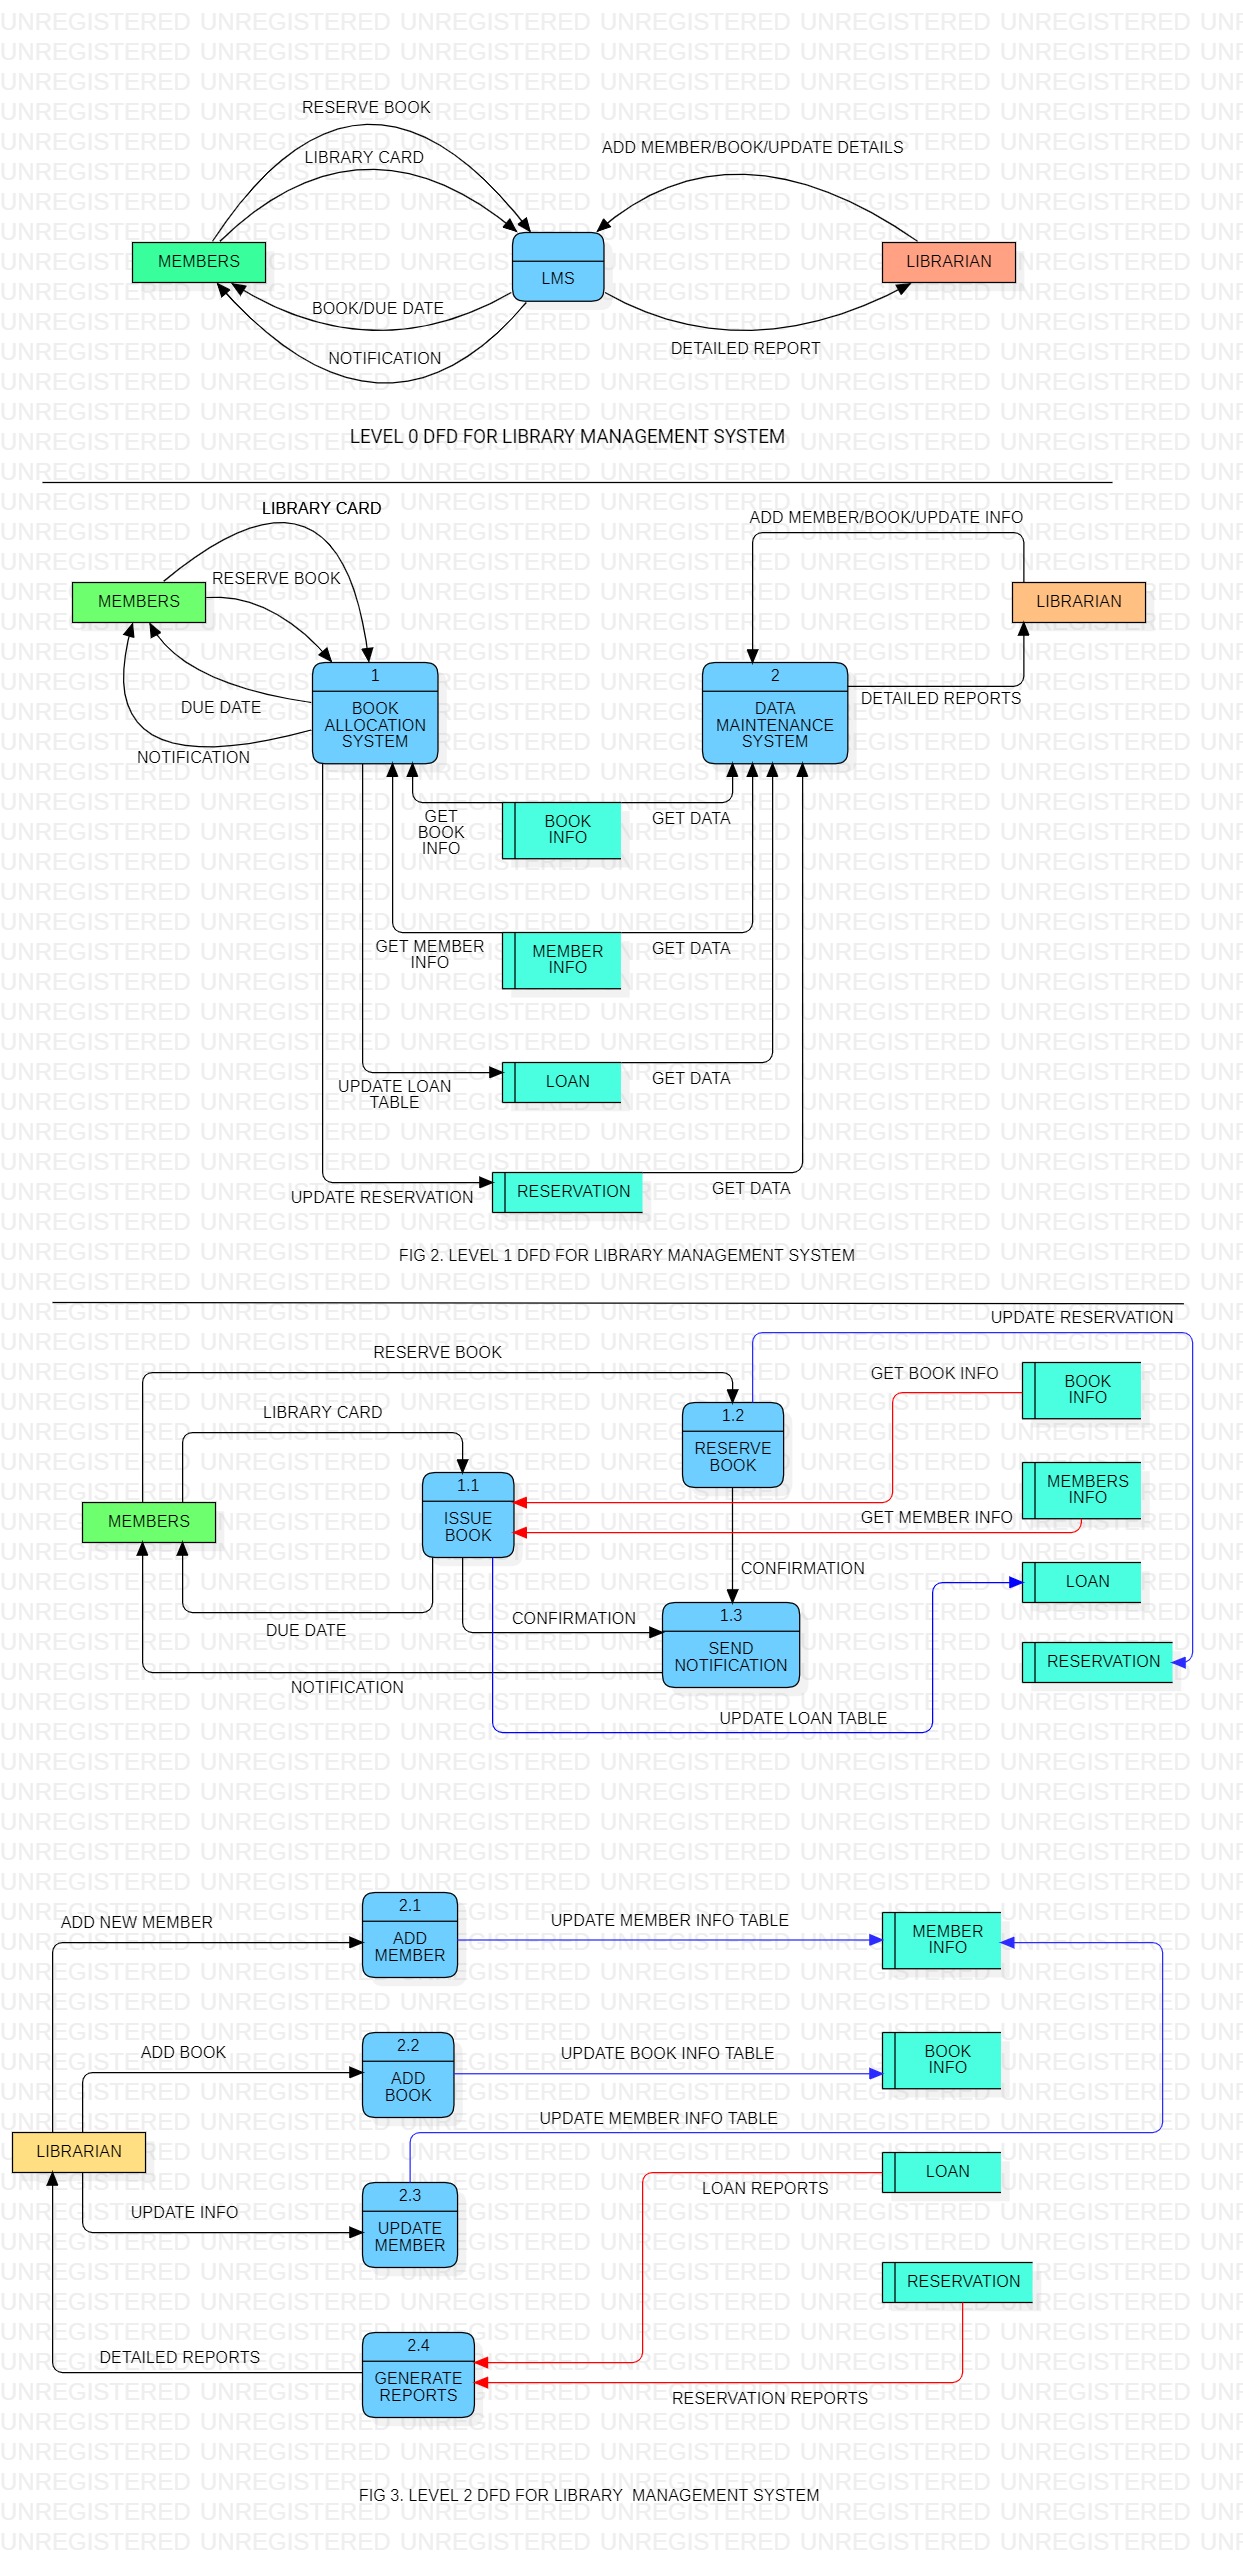 RESERVE BOOK
LIBRARY CARD
ADD MEMBER/BOOK/UPDATE DETAILS
MEMBERS
LMS
LIBRARIAN
BOOK/DUE DATE
NOTIFICATION
DETAILED REPORT
LEVEL 0 DFD FOR LIBRARY MANAGEMENT SYSTEM
LIBRARY CARD
ADD MEMBER/BOOK/UPDATE INFO
RESERVE BOOK
MEMBERS
LIBRARIAN
1
BOOK
ALLOCATION
SYSTEM
2
DATA
MAINTENANCE
SYSTEM
DETAILED REPORTS
DUE DATE
NOTIFICATION
GET
BOOK
INFO
BOOK
INFO
GET DATA
GET MEMBER
INFO
MEMBER
INFO
GET DATA
UPDATE LOAN
TABLE
LOAN
GET DATA
UPDATE RESERVATION
RESERVATION
GET DATA
FIG 2. LEVEL 1 DFD FOR LIBRARY MANAGEMENT SYSTEM
UPDATE RESERVATION
RESERVE BOOK
GET BOOK INFO
BOOK
INFO
LIBRARY CARD
1.2
RESERVE
BOOK
1.1
ISSUE
BOOK
MEMBERS
INFO
MEMBERS
GET MEMBER INFO
CONFIRMATION
LOAN
CONFIRMATION
1.3
SEND
NOTIFICATION
DUE DATE
RESERVATION
NOTIFICATION
UPDATE LOAN TABLE
ADD NEW MEMBER
2.1
ADD
MEMBER
UPDATE MEMBER INFO TABLE
MEMBER
INFO
ADD BOOK
2.2
ADD
BOOK
UPDATE BOOK INFO TABLE
BOOK
INFO
UPDATE MEMBER INFO TABLE
LIBRARIAN
LOAN
LOAN REPORTS
UPDATE INFO
2.3
UPDATE
MEMBER
RESERVATION
DETAILED REPORTS
2.4
GENERATE
REPORTS
RESERVATION REPORTS
FIG 3. LEVEL 2 DFD FOR LIBRARY  MANAGEMENT SYSTEM
UNREGISTERED